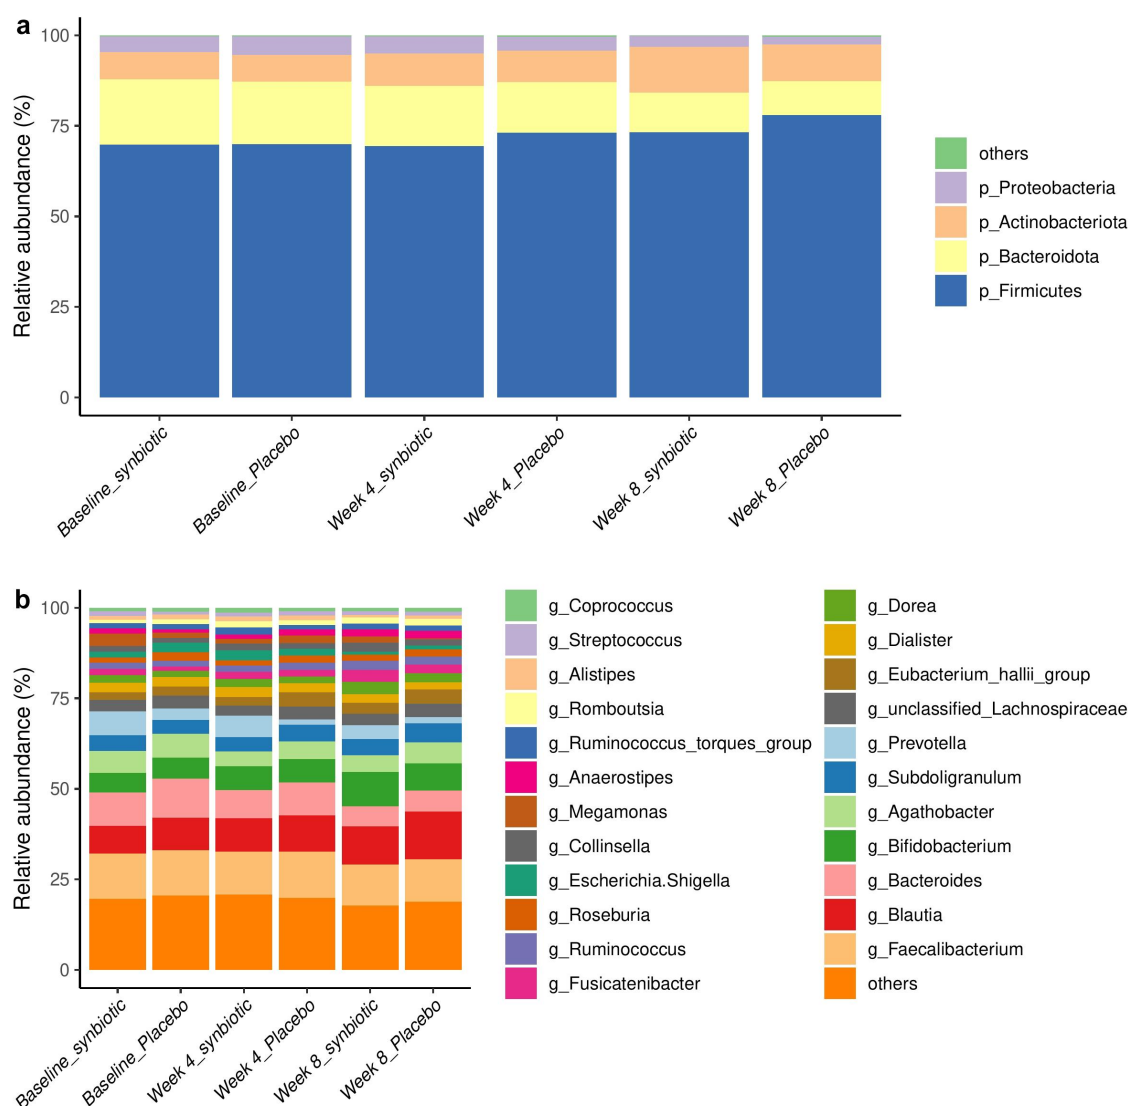 a
Relative aubundance (%)
100
75
50
25
0
Baseline_synbiotic
Baseline_Placebo
Week 4_synbiotic
Week 4_Placebo
Week 8_synbiotic
Week 8_Placebo
others
p_Proteobacteria
p_Actinobacteriota
p_Bacteroidota
p_Firmicutes
b
Relative aubundance (%)
100
75
50
25
0
Baseline_synbiotic
Baseline_Placebo
Week 4_synbiotic
Week 4_Placebo
Week 8_synbiotic
Week 8_Placebo
g_Coprococcus
g_Streptococcus
g_Alistipes
g_Romboutsia
g_Ruminococcus_torques_group
g_Anaerostipes
g_Megamonas
g_Collinsella
g_Escherichia.Shigella
g_Roseburia
g_Ruminococcus
g_Fusicatenibacter
g_Dorea
g_Dialister
g_Eubacterium_hallii_group
g_unclassified_Lachnospiraceae
g_Prevotella
g_Subdoligranulum
g_Agathobacter
g_Bifidobacterium
g_Bacteroides
g_Blautia
g_Faecalibacterium
others